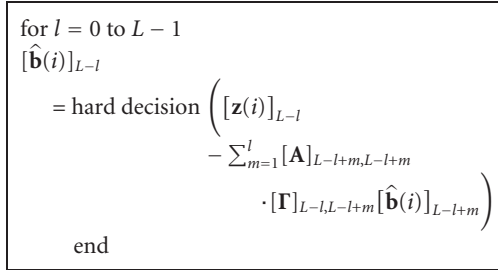 for l = 0 to L − 1
[b̂(i)]_{L−l}
= hard decision ( [z(i)]_{L−l}
− ∑_{m=1}^{l} [A]_{L−l+m,L−l+m}
· [Γ]_{L−l,L−l+m} [b̂(i)]_{L−l+m} )
end